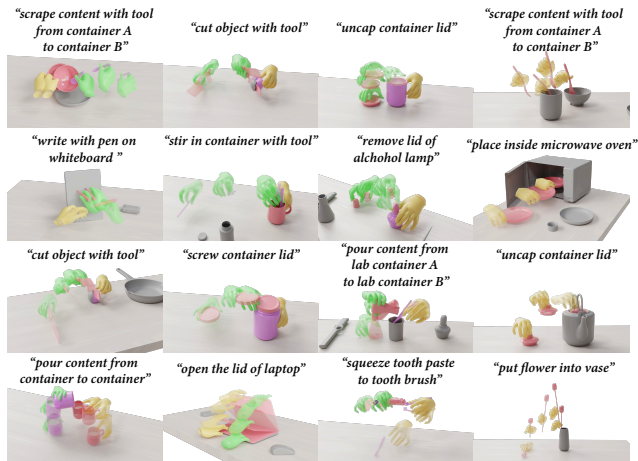 “scrape content with tool
from container A
to container B”
“cut object with tool”
“uncap container lid”
“scrape content with tool
from container A
to container B”
“write with pen on
whiteboard ”
“stir in container with tool”
“remove lid of
alchohol lamp”
“place inside microwave oven”
“cut object with tool”
“screw container lid”
“pour content from
lab container A
to lab container B”
“uncap container lid”
“pour content from
container to container”
“open the lid of laptop”
“squeeze tooth paste
to tooth brush”
“put flower into vase”